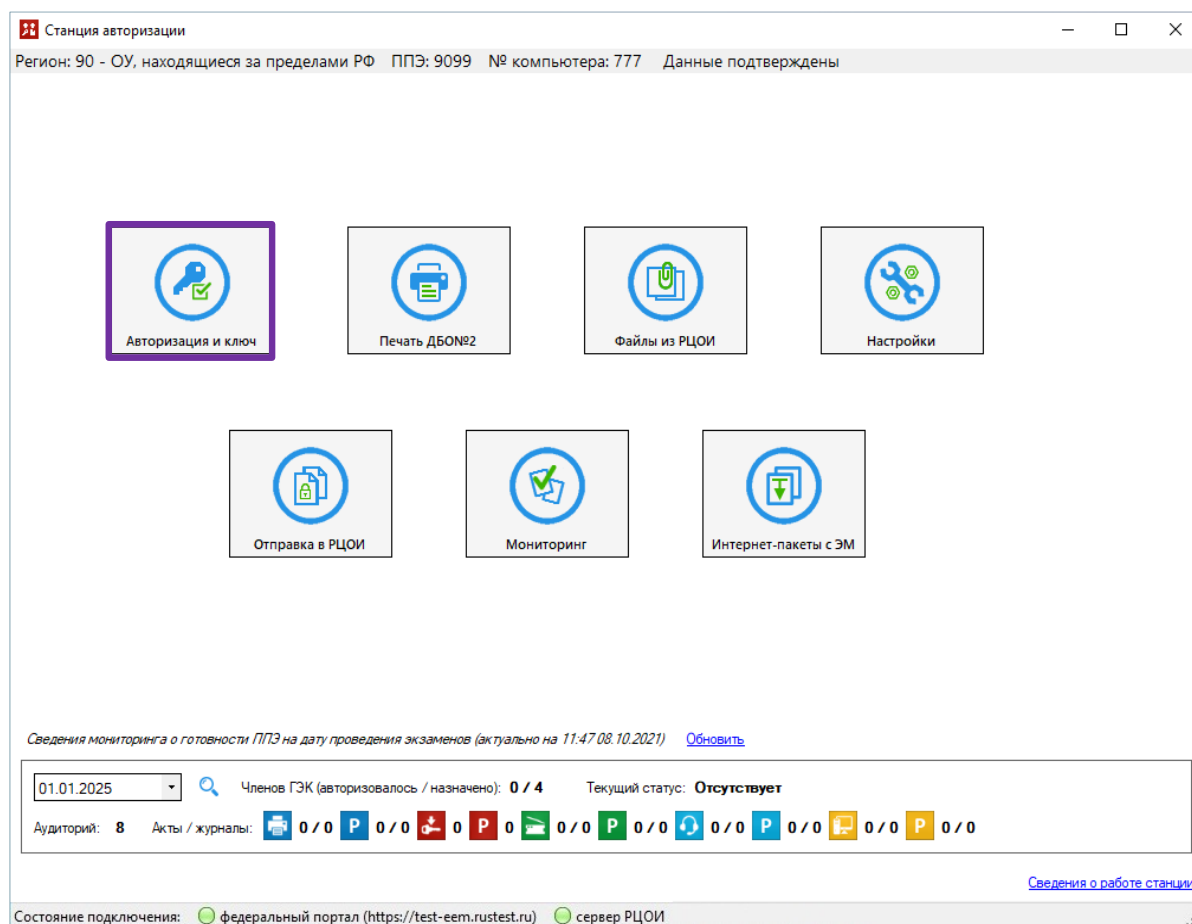 Станция авторизации
Регион: 90 - ОУ, находящиеся за пределами РФ ППЭ: 9099 № компьютера: 777 Данные подтверждены
Авторизация и ключ
Печать ДБО№2
Файлы из РЦОИ
Настройки
Отправка в РЦОИ
Мониторинг
Интернет-пакеты с ЭМ
Сведения мониторинга о готовности ППЭ на дату проведения экзаменов (актуально на 11:47 08.10.2021) Обновить
01.01.2025 Членов ГЭК (авторизовалось / назначено): 0 / 4 Текущий статус: Отсутствует
Аудиторий: 8 Акты / журналы: 0 / 0 P 0 / 0 0 P 0 0 / 0 P 0 / 0 0 / 0 P 0 / 0 0 / 0 P 0 / 0
Сведения о работе станции
Состояние подключения: федеральный портал (https://test-eem.rustest.ru) сервер РЦОИ